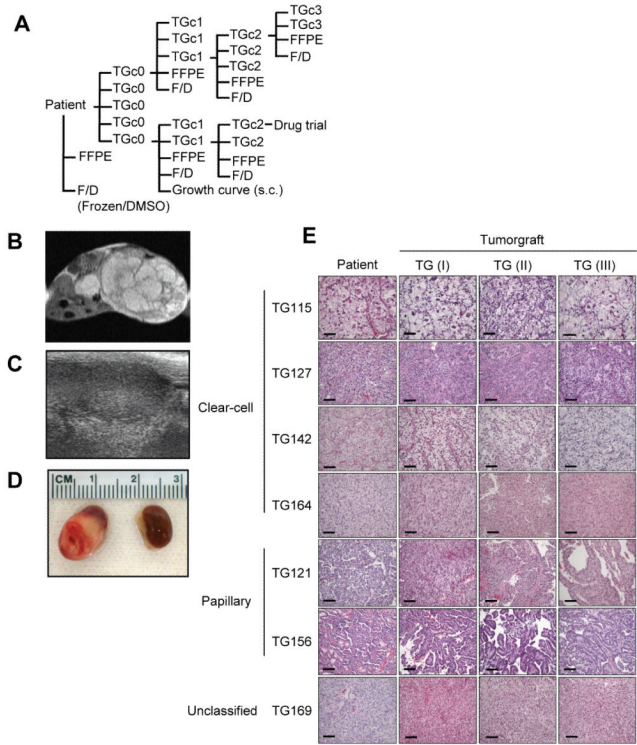 A
Patient
FFPE
F/D
(Frozen/DMSO)
TGc0
TGc0
TGc0
TGc0
TGc0
TGc1
TGc1
TGc1
FFPE
F/D
TGc2
TGc2
TGc2
FFPE
F/D
TGc3
TGc3
FFPE
F/D
TGc1
TGc1
FFPE
F/D
Growth curve (s.c.)
TGc2
Drug trial
TGc2
FFPE
F/D
B
C
D
CM 1 2 3
E
Tumorgraft
Patient TG (I) TG (II) TG (III)
Clear-cell
TG115
TG127
TG142
TG164
Papillary
TG121
TG156
Unclassified TG169